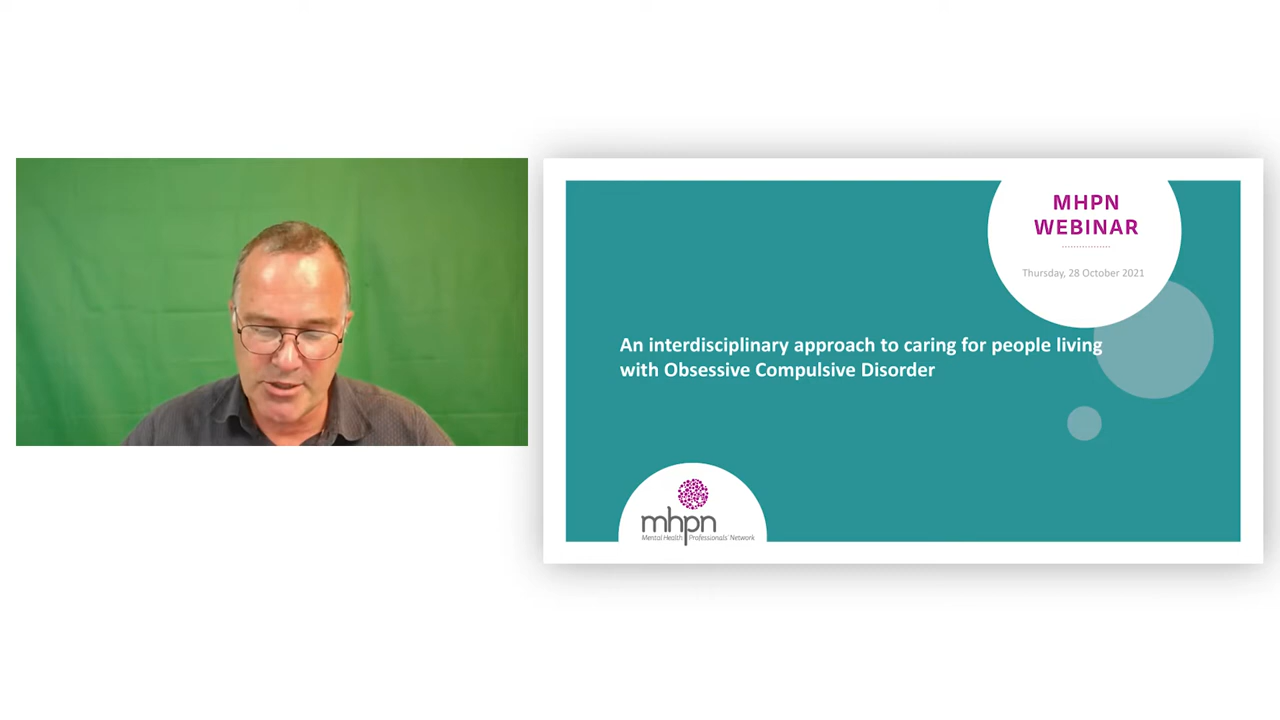 MHPN
WEBINAR
Thursday, 28 October 2021
An interdisciplinary approach to caring for people living
with Obsessive Compulsive Disorder
mhpn
Mental Health Professionals' Network